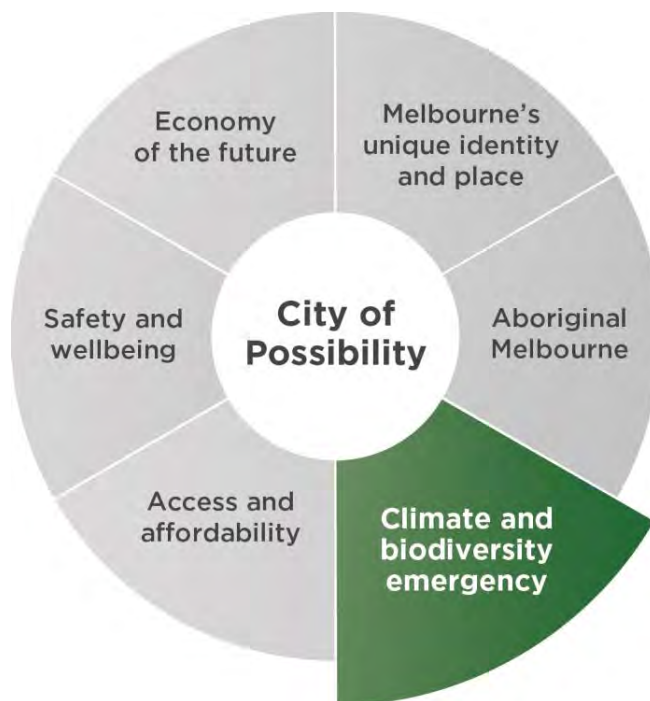 Economy
of the future
Melbourne's
unique identity
and place
Safety and
wellbeing
City of
Possibility
Aboriginal
Melbourne
Access and
affordability
Climate and
biodiversity
emergency